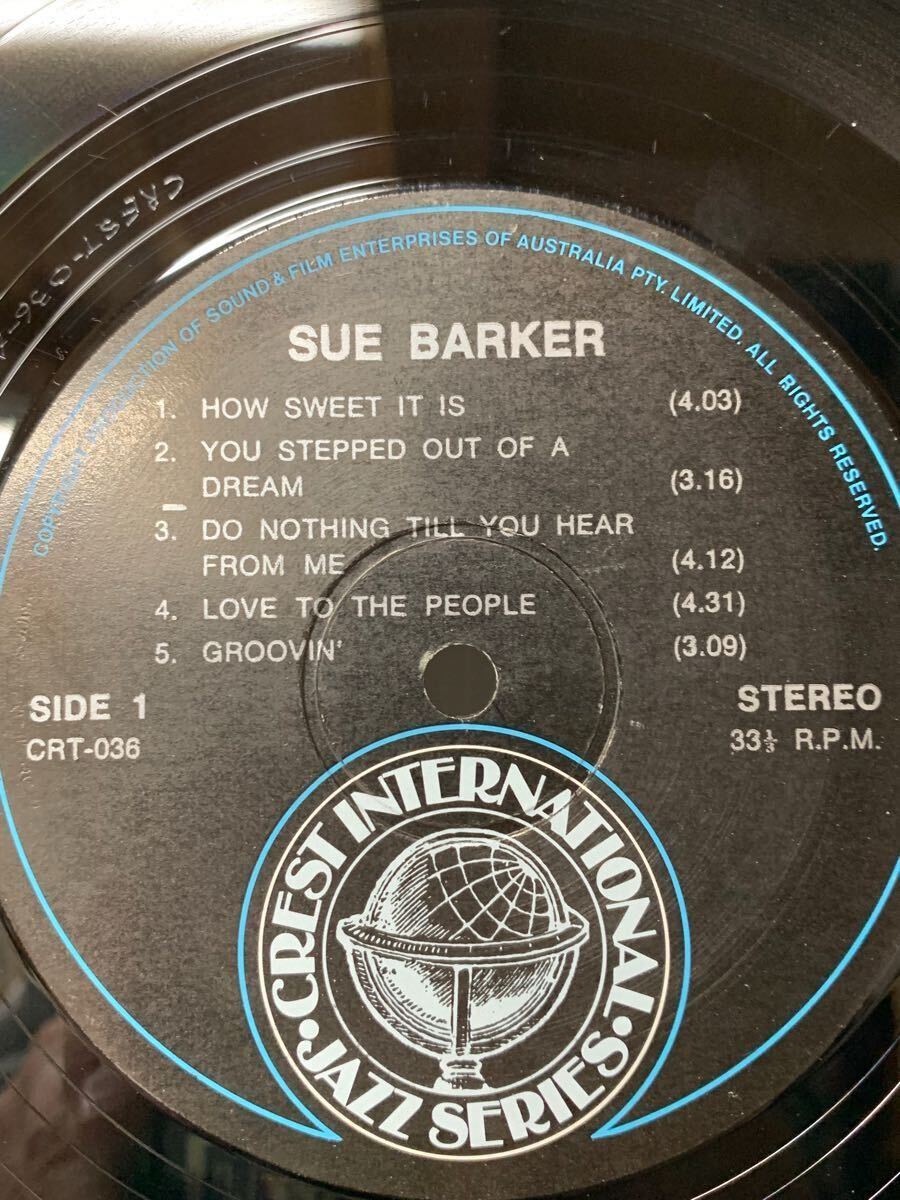 COPYRIGHT PRODUCTION OF SOUND & FILM ENTERPRISES OF AUSTRALIA PTY. LIMITED. ALL RIGHTS RESERVED.
SUE BARKER
1. HOW SWEET IT IS (4.03)
2. YOU STEPPED OUT OF A
DREAM (3.16)
3. DO NOTHING TILL YOU HEAR
FROM ME (4.12)
4. LOVE TO THE PEOPLE (4.31)
5. GROOVIN' (3.09)
SIDE 1
STEREO
CRT-036
33⅓ R.P.M.
CREST INTERNATIONAL
• JAZZ SERIES •
CREST-036